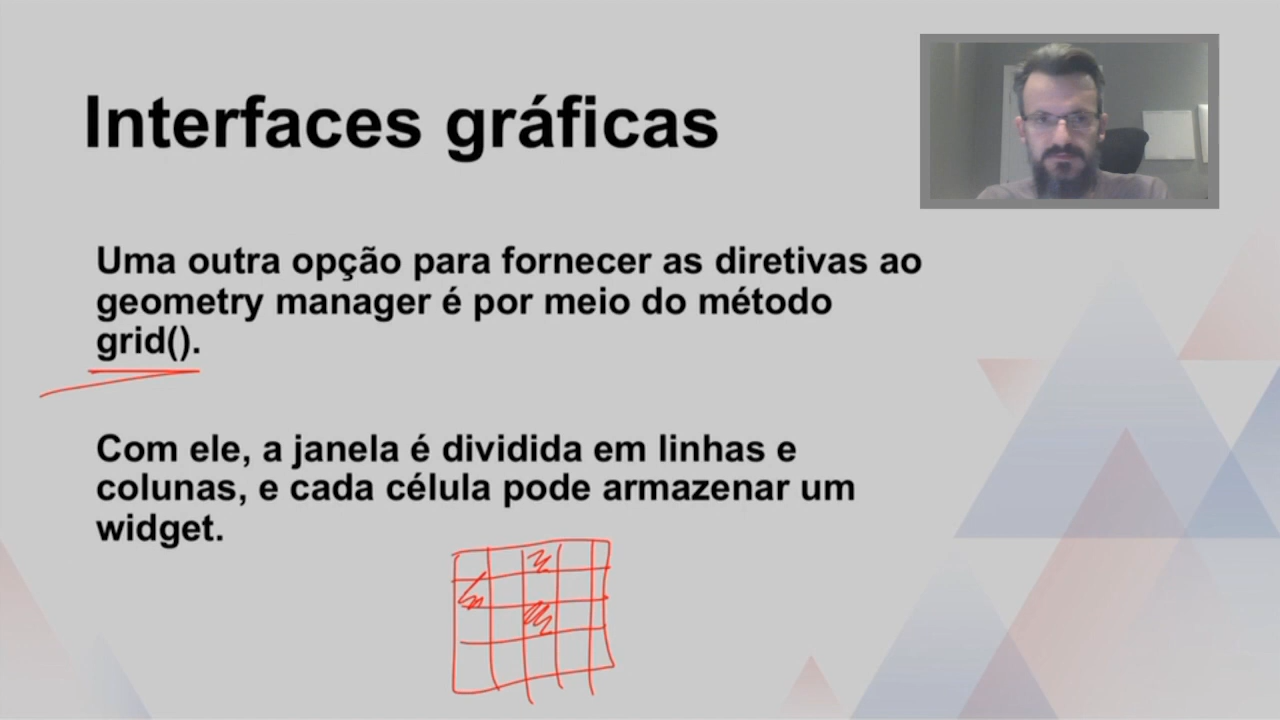 Interfaces gráficas
Uma outra opção para fornecer as diretivas ao
geometry manager é por meio do método
grid().
Com ele, a janela é dividida em linhas e
colunas, e cada célula pode armazenar um
widget.